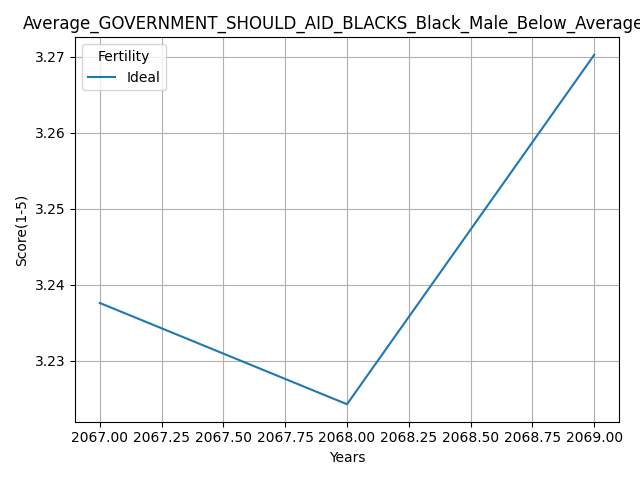 Average_GOVERNMENT_SHOULD_AID_BLACKS_Black_Male_Below_Average
Fertility
Ideal
3.27
3.26
3.25
3.24
3.23
Score(1-5)
2067.00 2067.25 2067.50 2067.75 2068.00 2068.25 2068.50 2068.75 2069.00
Years